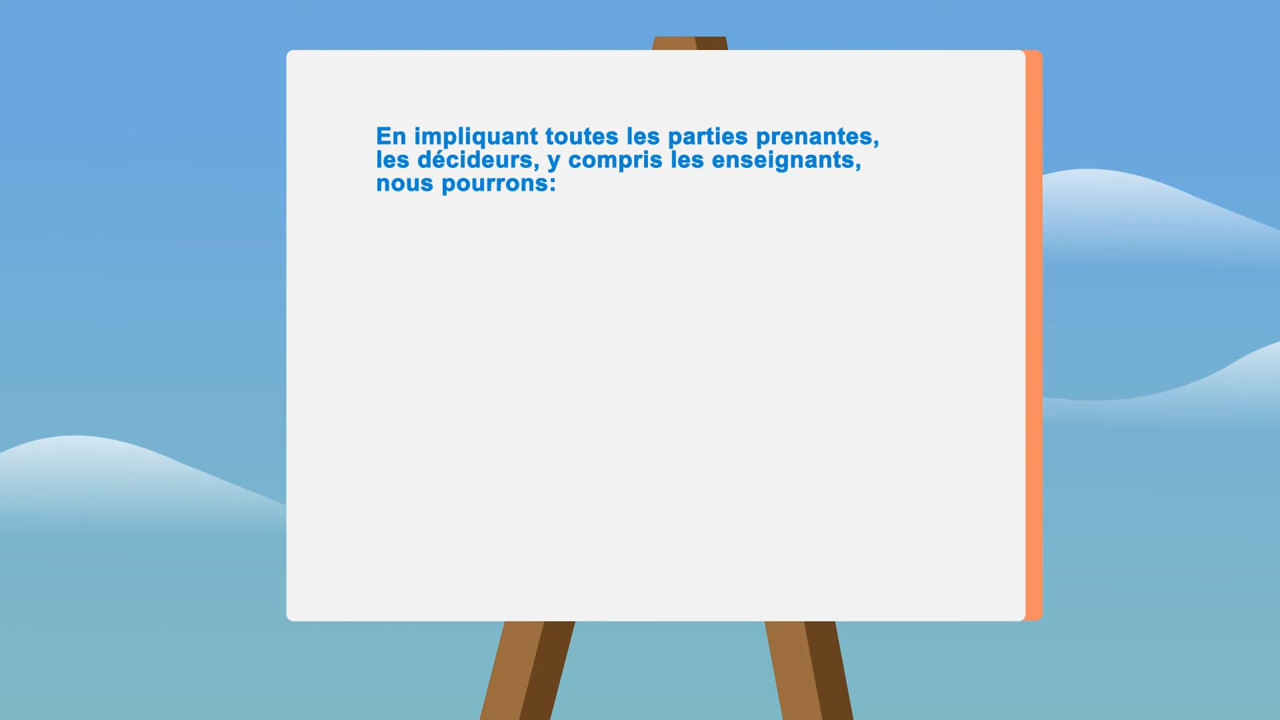 En impliquant toutes les parties prenantes,
les décideurs, y compris les enseignants,
nous pourrons: